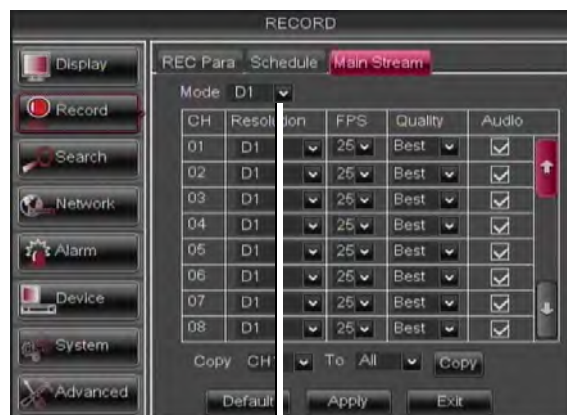 RECORD
Display
Record
Search
Network
Alarm
Device
System
Advanced
REC Para Schedule Main Stream
Mode D1
CH Resolution FPS Quality Audio
01 D1 25 Best
02 D1 25 Best
03 D1 25 Best
04 D1 25 Best
05 D1 25 Best
06 D1 25 Best
07 D1 25 Best
08 D1 25 Best
Copy CH1 To All Copy
Default Apply Exit